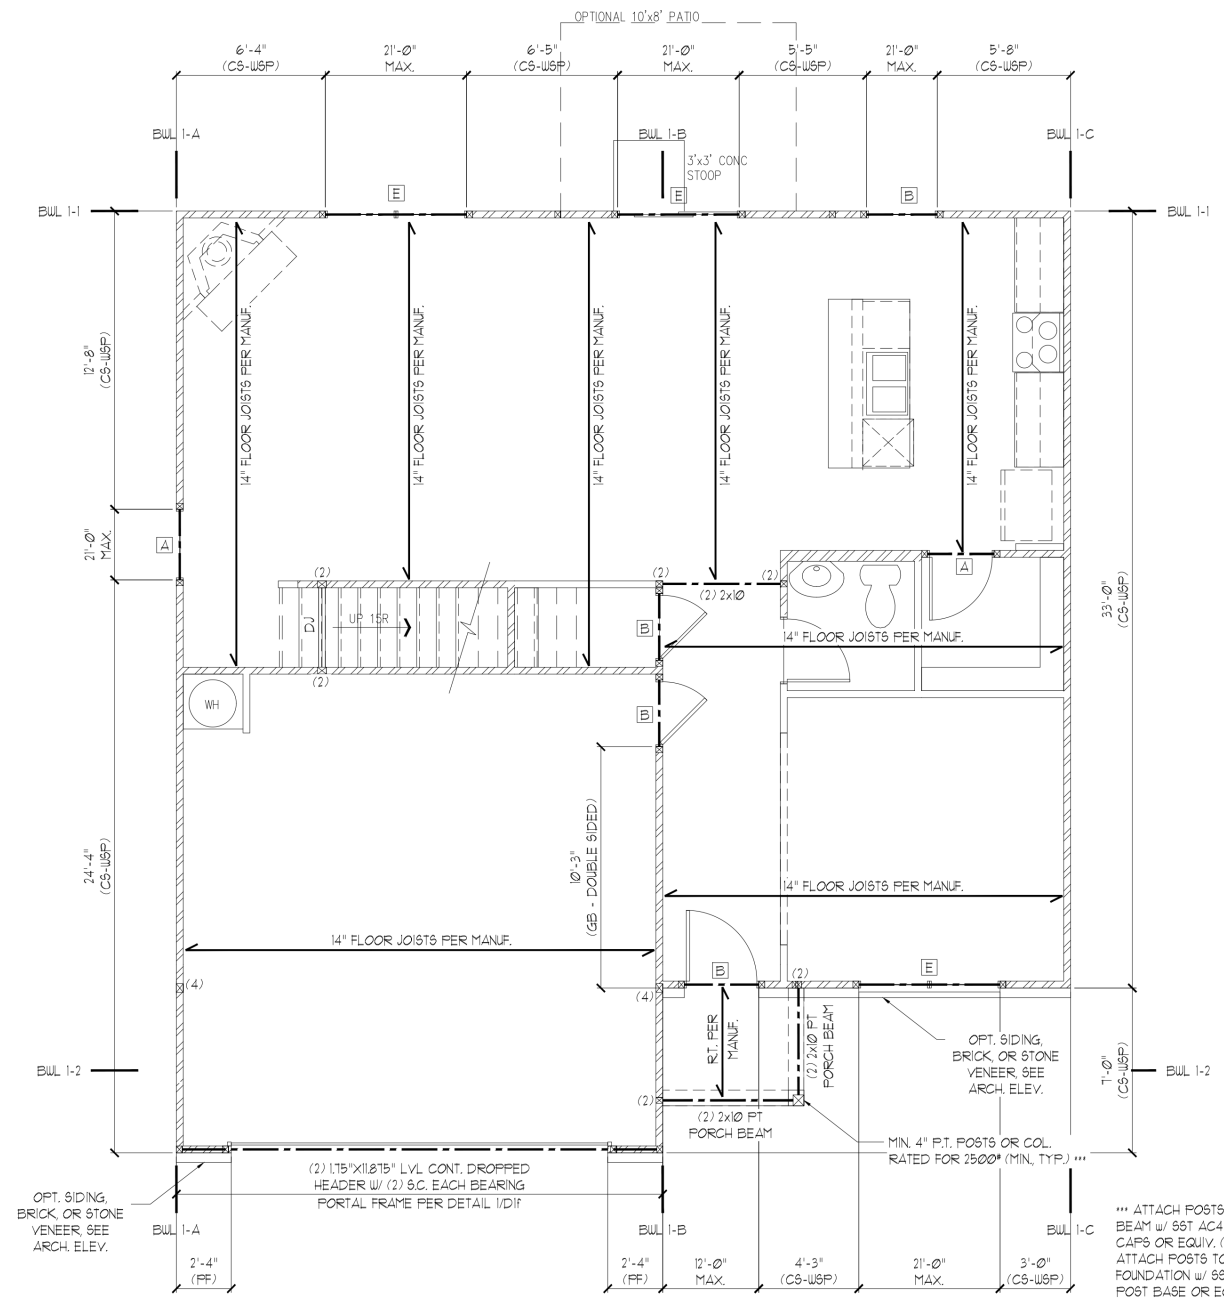 OPTIONAL 10'x8' PATIO
6'-4"
(CS-WSP)
21'-0"
MAX.
6'-5"
(CS-WSP)
21'-0"
MAX.
5'-5"
(CS-WSP)
21'-0"
MAX.
5'-8"
(CS-WSP)
BWL 1-A
BWL 1-B
BWL 1-C
3'x3' CONC
STOOP
E
E
B
BWL 1-1
BWL 1-1
12'-8"
(CS-WSP)
14" FLOOR JOISTS PER MANUF.
14" FLOOR JOISTS PER MANUF.
14" FLOOR JOISTS PER MANUF.
14" FLOOR JOISTS PER MANUF.
14" FLOOR JOISTS PER MANUF.
21'-0"
MAX.
A
(2)
(2)
(2)
(2) 2x10
A
33'-0"
(CS-WSP)
DJ
UP 15R
B
14" FLOOR JOISTS PER MANUF.
(2)
WH
B
10'-3"
(GB - DOUBLE SIDED)
24'-4"
(CS-WSP)
14" FLOOR JOISTS PER MANUF.
14" FLOOR JOISTS PER MANUF.
(4)
(4)
B
(2)
E
R.T. PER
MANUF.
(2) 2x10 PT
PORCH BEAM
OPT. SIDING,
BRICK, OR STONE
VENEER, SEE
ARCH. ELEV.
7'-0"
(CS-WSP)
BWL 1-2
BWL 1-2
(2)
(2) 2x10 PT
PORCH BEAM
MIN. 4" P.T. POSTS OR COL.
RATED FOR 2500# (MIN., TYP.) ***
(2) 1.75"X11.875" LVL CONT. DROPPED
HEADER W/ (2) S.C. EACH BEARING
PORTAL FRAME PER DETAIL 1/D1f
OPT. SIDING,
BRICK, OR STONE
VENEER, SEE
ARCH. ELEV.
BWL 1-A
BWL 1-B
BWL 1-C
*** ATTACH POSTS
BEAM w/ SST AC4
CAPS OR EQUIV. (
ATTACH POSTS TO
FOUNDATION w/ SS
POST BASE OR E
2'-4"
(PF)
2'-4"
(PF)
12'-0"
MAX.
4'-3"
(CS-WSP)
21'-0"
MAX.
3'-0"
(CS-WSP)